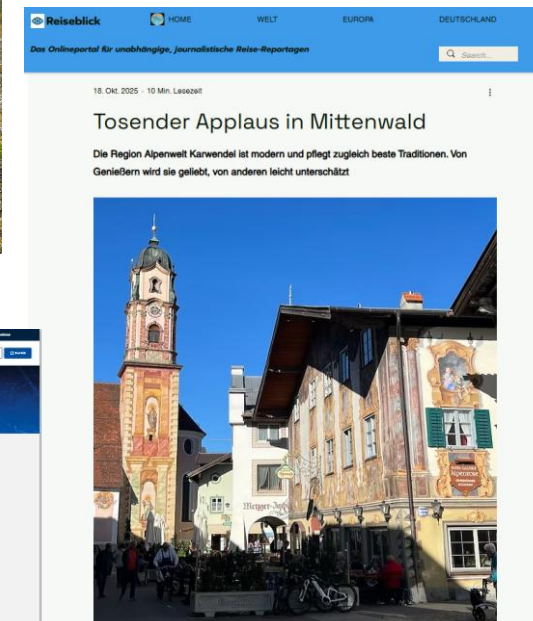 Reiseblick
HOME
WELT
EUROPA
DEUTSCHLAND
Das Onlineportal für unabhängige, journalistische Reise-Reportagen
Search...
18. Okt. 2025 · 10 Min. Lesezeit
Tosender Applaus in Mittenwald
Die Region Alpenwelt Karwendel ist modern und pflegt zugleich beste Traditionen. Von
Genießern wird sie geliebt, von anderen leicht unterschätzt
Alpenrose